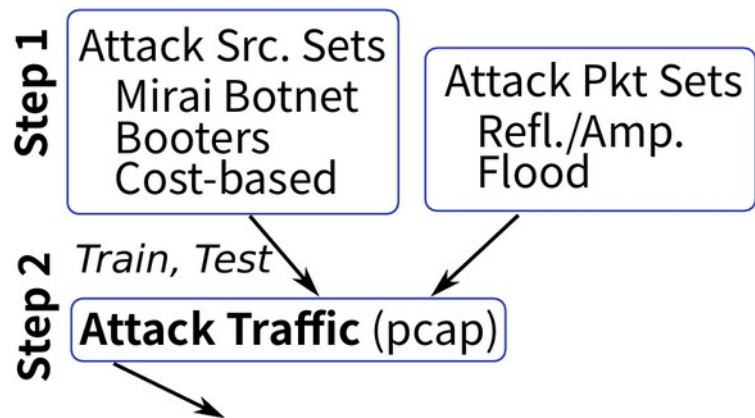 Step 1
Attack Src. Sets
Mirai Botnet
Booters
Cost-based
Attack Pkt Sets
Refl./Amp.
Flood
Step 2
Train, Test
Attack Traffic (pcap)